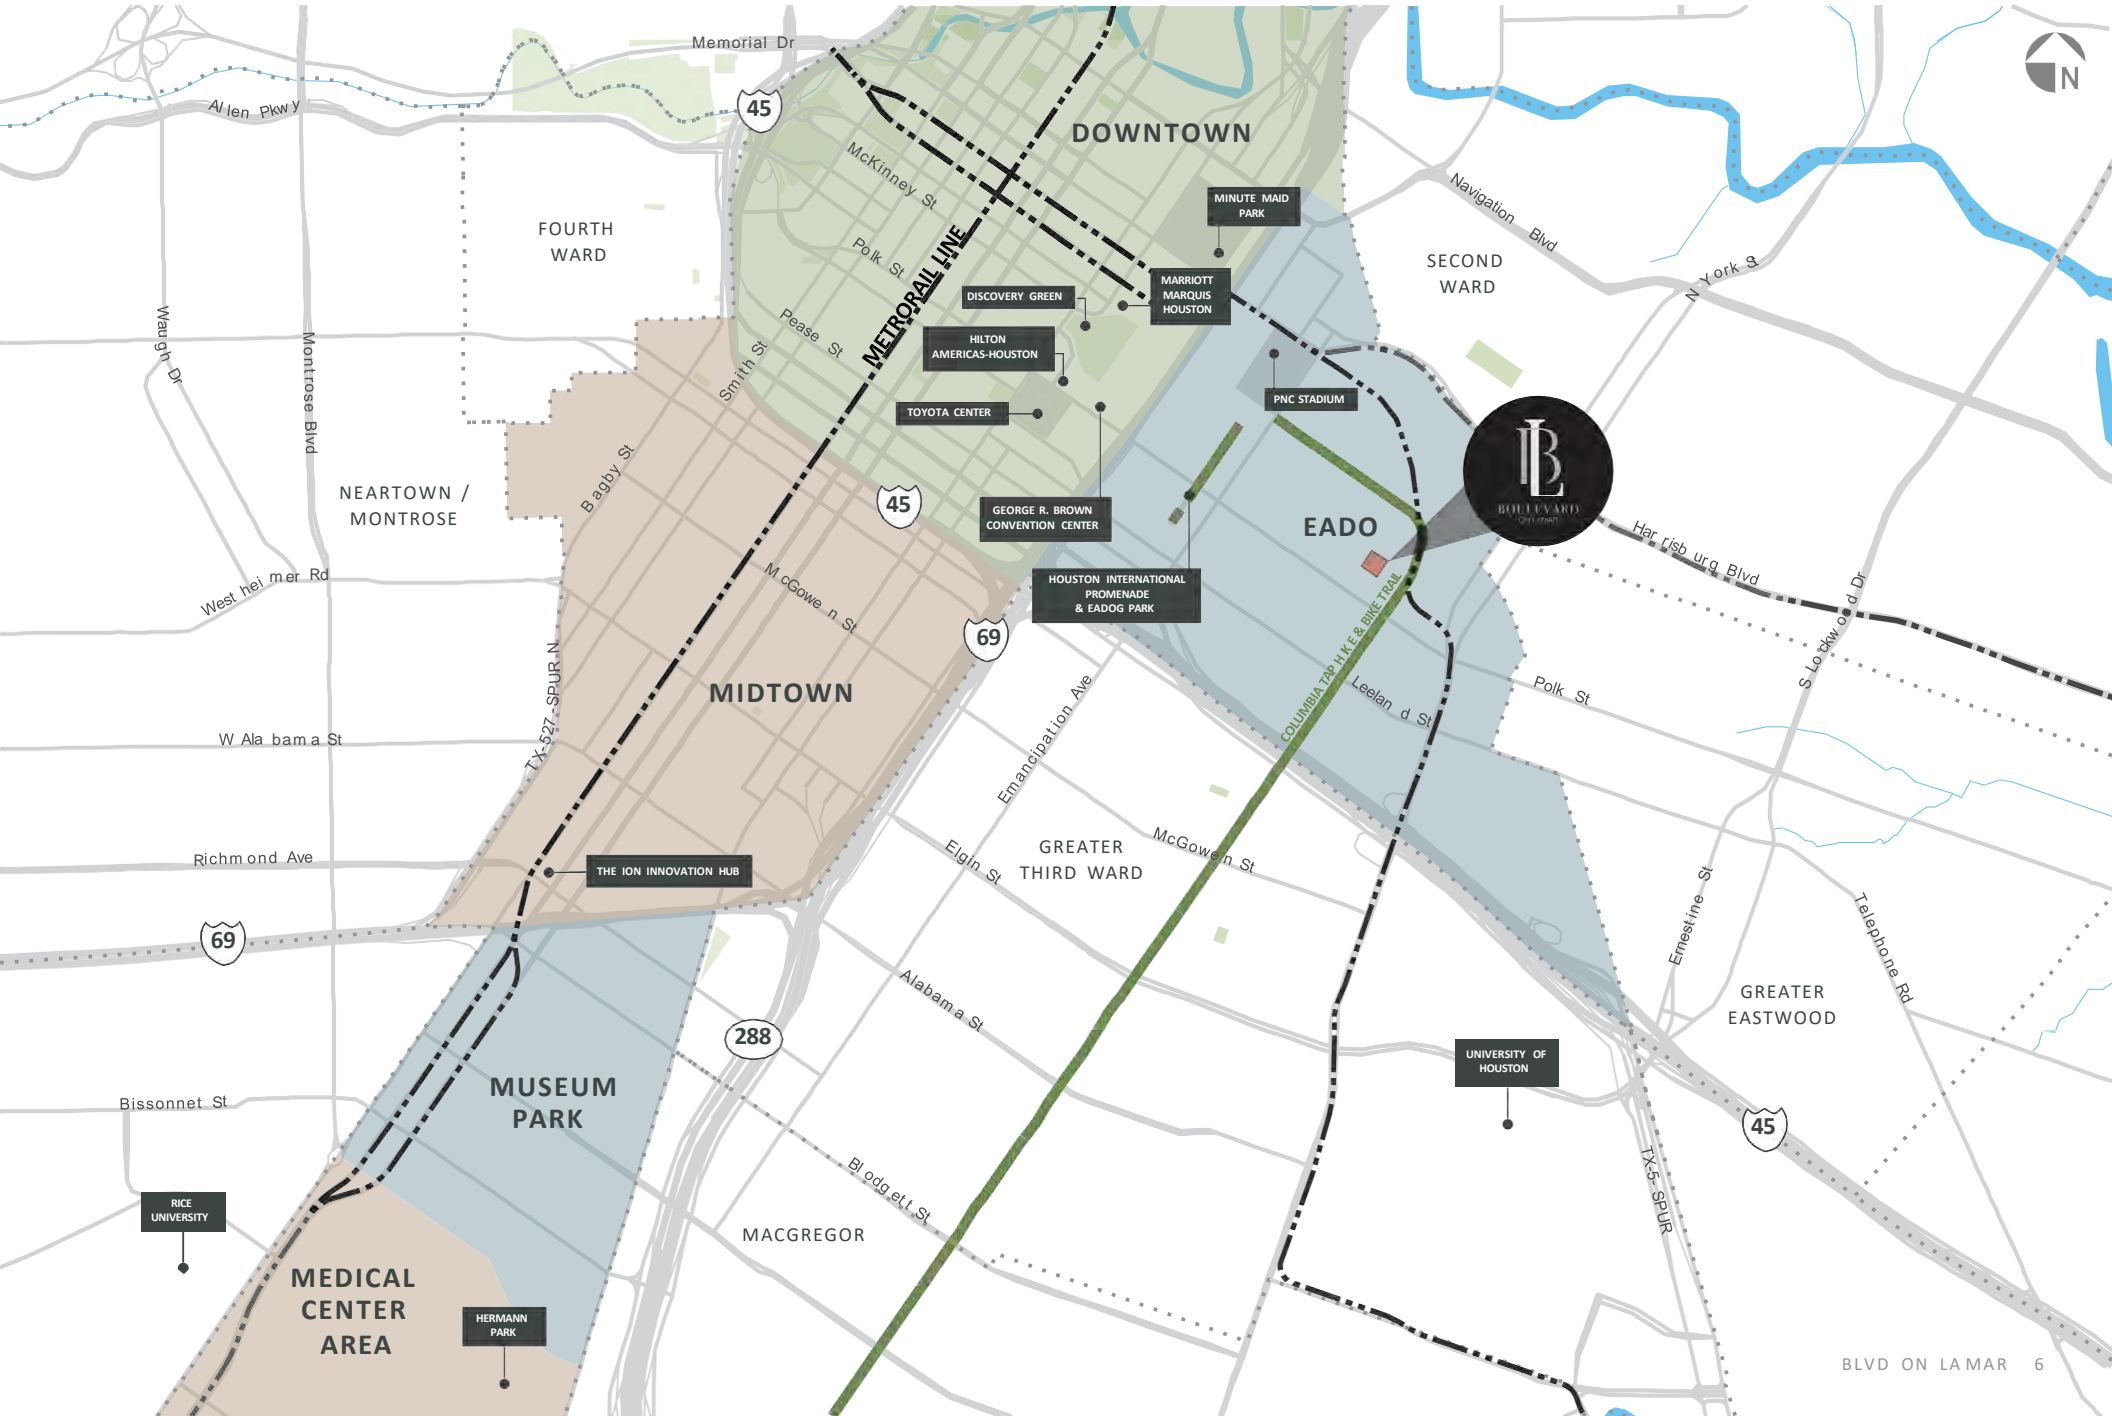 Memorial Dr
N
Allen Pkwy
45
DOWNTOWN
McKinney St
Navigation Blvd
MINUTE MAID
PARK
FOURTH
WARD
Polk St
METRORAIL LINE
SECOND
WARD
N York St
DISCOVERY GREEN
MARRIOTT
MARQUIS
HOUSTON
Waugh Dr
Montrose Blvd
Pease St
Smith St
HILTON
AMERICAS-HOUSTON
TOYOTA CENTER
PNC STADIUM
LB
BOULEVARD
ON LAMAR
Bagby St
NEARTOWN /
MONTROSE
45
GEORGE R. BROWN
CONVENTION CENTER
EADO
Harrisburg Blvd
Westheimer Rd
McGowen St
HOUSTON INTERNATIONAL
PROMENADE
& EADOG PARK
COLUMBIA TAP HIKE & BIKE TRAIL
S Lockwood Dr
69
TX-527 -SPUR N
MIDTOWN
Emancipation Ave
Leeland St
Polk St
W Alabama St
Richmond Ave
THE ION INNOVATION HUB
Elgin St
GREATER
THIRD WARD
McGowen St
Ernestine St
Telephone Rd
69
Alabama St
GREATER
EASTWOOD
288
UNIVERSITY OF
HOUSTON
MUSEUM
PARK
Bissonnet St
45
Blodgett St
TX-5- SPUR
RICE
UNIVERSITY
MACGREGOR
MEDICAL
CENTER
AREA
HERMANN
PARK
BLVD ON LAMAR 6